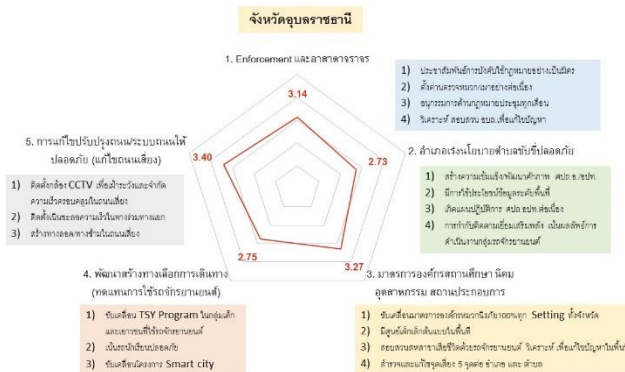 จังหวัดอุบลราชธานี
1. Enforcement และอาสาตาจราจร
3.14
1) ประชาสัมพันธ์การบังคับใช้กฎหมายอย่างเป็นมิตร
2) ตั้งด่านตรวจหมวก/เมาอย่างต่อเนื่อง
3) อนุกรรมการด้านกฎหมายประชุมทุกเดือน
4) วิเคราะห์ สอบสวน อบถ.เพื่อแก้ไขปัญหา
2. อำเภอเร่งนโยบายตำบลขับขี่ปลอดภัย
2.73
1) สร้างความเข้มแข็ง/พัฒนาศักยภาพ ศปถ.อ./อปท.
2) มีการใช้ประโยชน์ข้อมูลระดับพื้นที่
3) เกิดแผนปฏิบัติการ ศปถ.อปท.ต่อเนื่อง
4) การกำกับติดตามเยี่ยมเสริมพลัง เน้นผลลัพธ์การ
ดำเนินงานกลุ่มรถจักรยานยนต์
3.27
3. มาตรการองค์กรสถานศึกษา นิคม
อุตสาหกรรม สถานประกอบการ
1) ขับเคลื่อนมาตรการองค์กรหมวกนิรภัย100%ทุก Setting ทั้งจังหวัด
2) มีศูนย์เด็กเล็กต้นแบบในพื้นที่
3) สอบสวนสหสาขาเสียชีวิตด้วยรถจักรยานยนต์ วิเคราะห์ เพื่อแก้ไขปัญหาในพื้นที่
4) สำรวจและแก้ไขจุดเสี่ยง 5 จุดต่อ อำเภอ และ ตำบล
2.75
4. พัฒนาสร้างทางเลือกการเดินทาง
(ทดแทนการใช้รถจักรยานยนต์)
1) ขับเคลื่อน TSY Program ในกลุ่มเด็ก
และเยาวชนที่ใช้รถจักรยานยนต์
2) เน้นรถนักเรียนปลอดภัย
3) ขับเคลื่อนโครงการ Smart city
3.40
5. การแก้ไขปรับปรุงถนน/ระบบถนนให้
ปลอดภัย (แก้ไขถนนเสี่ยง)
1) ติดตั้งกล้อง CCTV เพื่อเฝ้าระวังและจำกัด
ความเร็วครอบคลุมในถนนเสี่ยง
2) ติดตั้งเนินชะลอความเร็วในทางร่วมทางแยก
3) สร้างทางลอด/ทางข้ามในถนนเสี่ยง